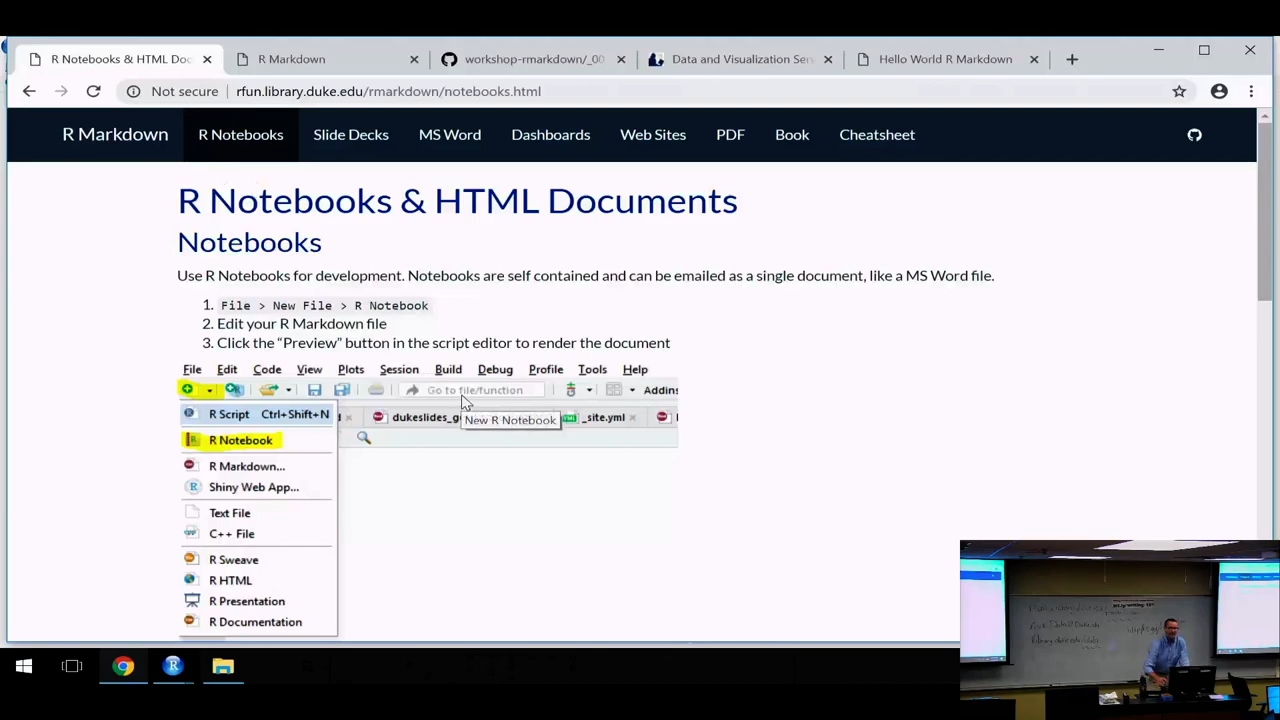 R Notebooks & HTML Doc
R Markdown
workshop-rmarkdown/_00
Data and Visualization Serv
Hello World R Markdown
Not secure
rfun.library.duke.edu/rmarkdown/notebooks.html
R Markdown
R Notebooks
Slide Decks
MS Word
Dashboards
Web Sites
PDF
Book
Cheatsheet
R Notebooks & HTML Documents
Notebooks
Use R Notebooks for development. Notebooks are self contained and can be emailed as a single document, like a MS Word file.
1. File > New File > R Notebook
2. Edit your R Markdown file
3. Click the “Preview” button in the script editor to render the document
File Edit Code View Plots Session Build Debug Profile Tools Help
Go to file/function
Addins
R Script Ctrl+Shift+N
dukeslides_g
_site.yml
New R Notebook
R Notebook
R Markdown...
Shiny Web App...
Text File
C++ File
R Sweave
R HTML
R Presentation
R Documentation